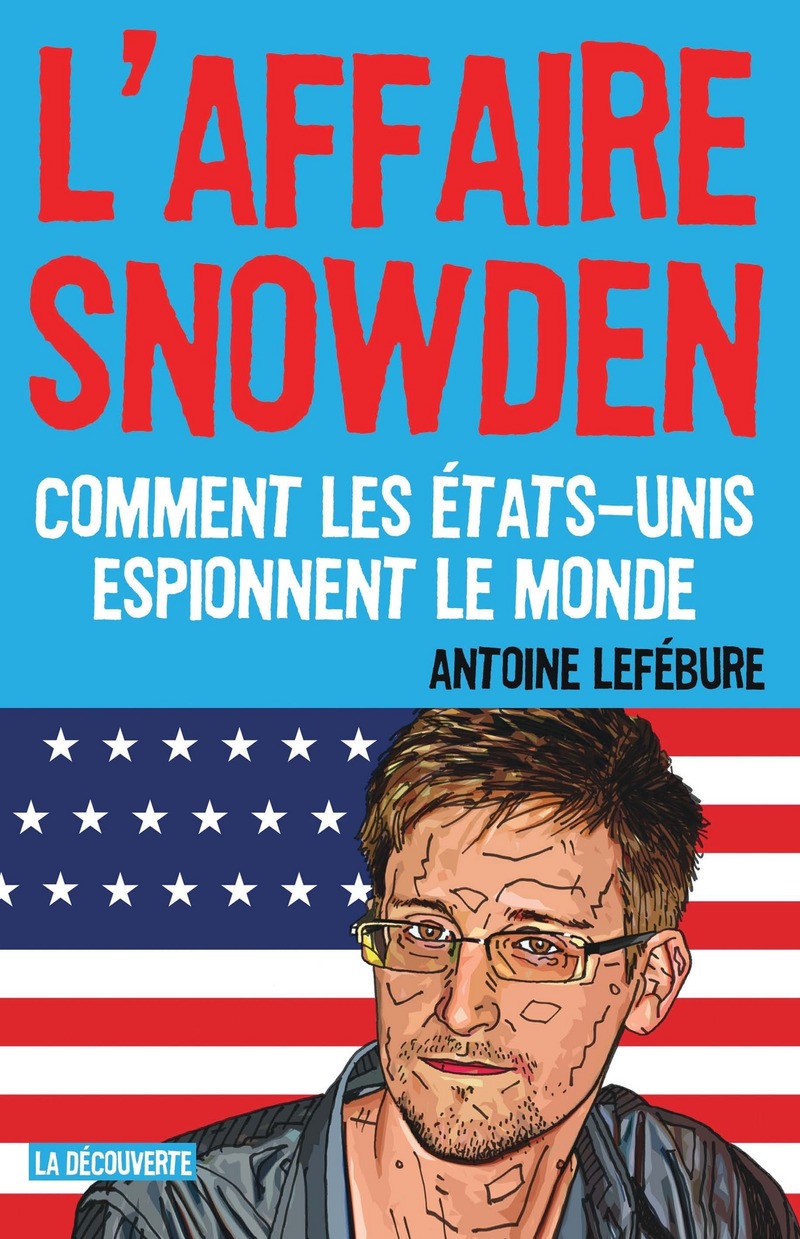 L'AFFAIRE
SNOWDEN
COMMENT LES ÉTATS-UNIS
ESPIONNENT LE MONDE
ANTOINE LEFÉBURE
LA DÉCOUVERTE